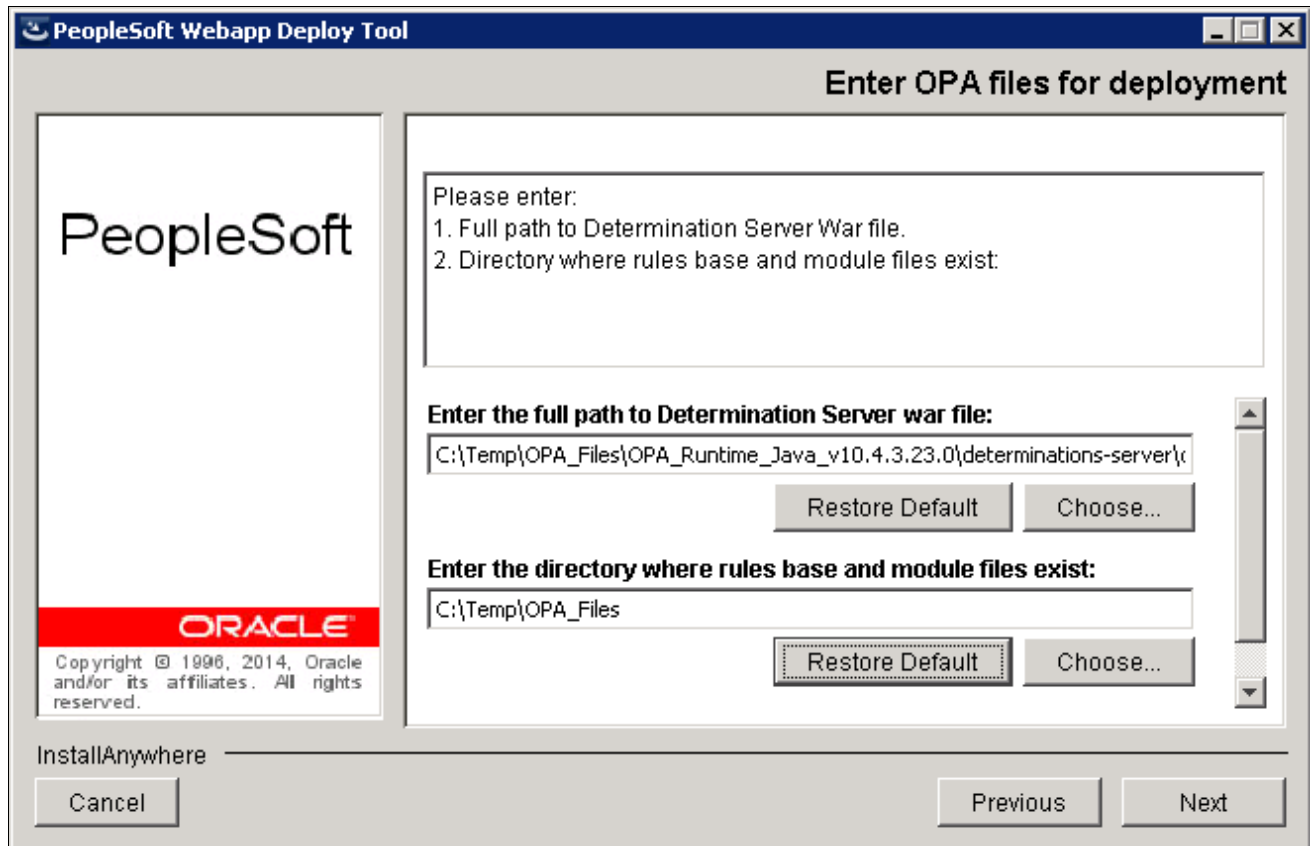 PeopleSoft Webapp Deploy Tool
Enter OPA files for deployment
PeopleSoft
ORACLE
Copyright © 1996, 2014, Oracle
and/or its affiliates. All rights
reserved.
Please enter:
1. Full path to Determination Server War file.
2. Directory where rules base and module files exist:
Enter the full path to Determination Server war file:
C:\Temp\OPA_Files\OPA_Runtime_Java_v10.4.3.23.0\determinations-server\
Restore Default Choose...
Enter the directory where rules base and module files exist:
C:\Temp\OPA_Files
Restore Default Choose...
InstallAnywhere
Cancel Previous Next